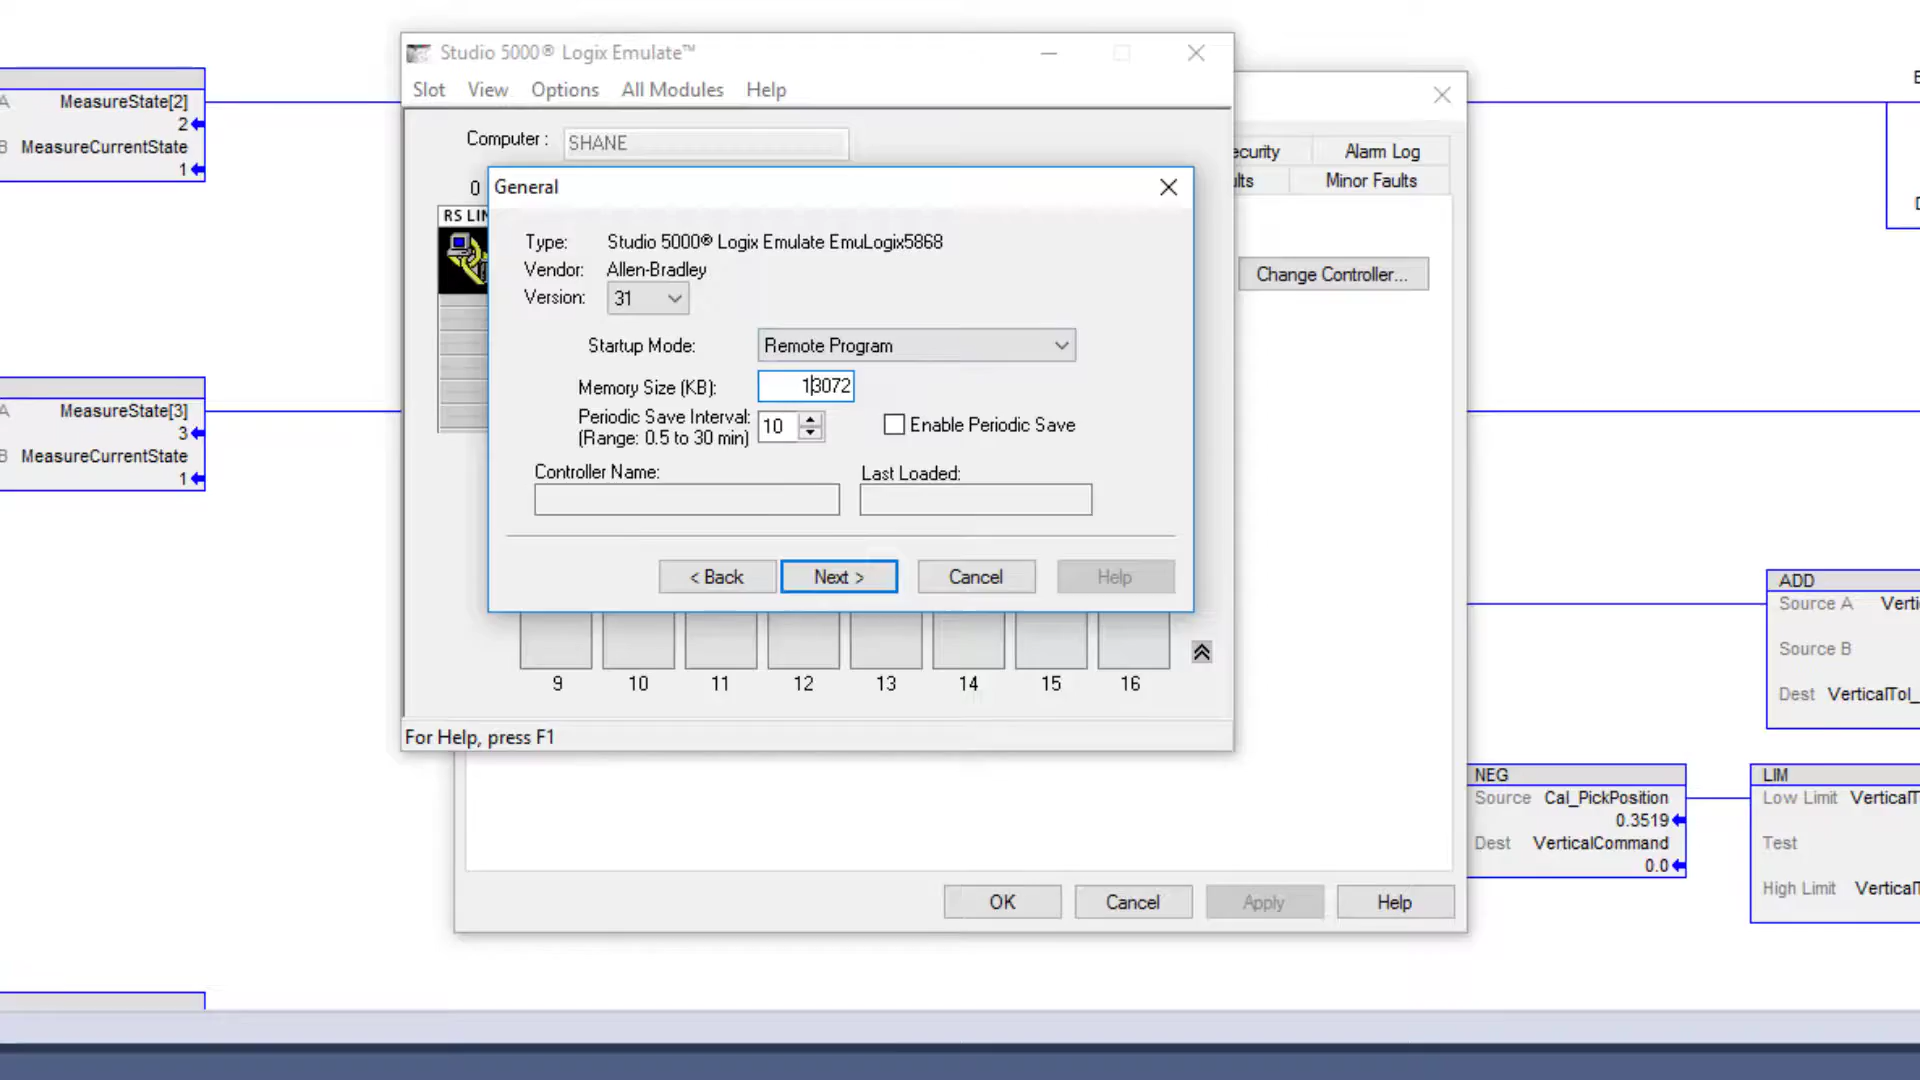 Studio 5000® Logix Emulate™
Slot View Options All Modules Help
Computer : SHANE
0
RS LIN
General
Type: Studio 5000® Logix Emulate EmuLogix5868
Vendor: Allen-Bradley
Version: 31
Startup Mode: Remote Program
Memory Size (KB): 13072
Periodic Save Interval:
(Range: 0.5 to 30 min)
10
Enable Periodic Save
Controller Name:
Last Loaded:
< Back Next > Cancel Help
9 10 11 12 13 14 15 16
For Help, press F1
ecurity Alarm Log
ults Minor Faults
Change Controller...
OK Cancel Apply Help
A MeasureState[2]
2
B MeasureCurrentState
1
A MeasureState[3]
3
B MeasureCurrentState
1
ADD
Source A Verti
Source B
Dest VerticalTol_
NEG
Source Cal_PickPosition
0.3519
Dest VerticalCommand
0.0
LIM
Low Limit VerticalT
Test
High Limit VerticalT